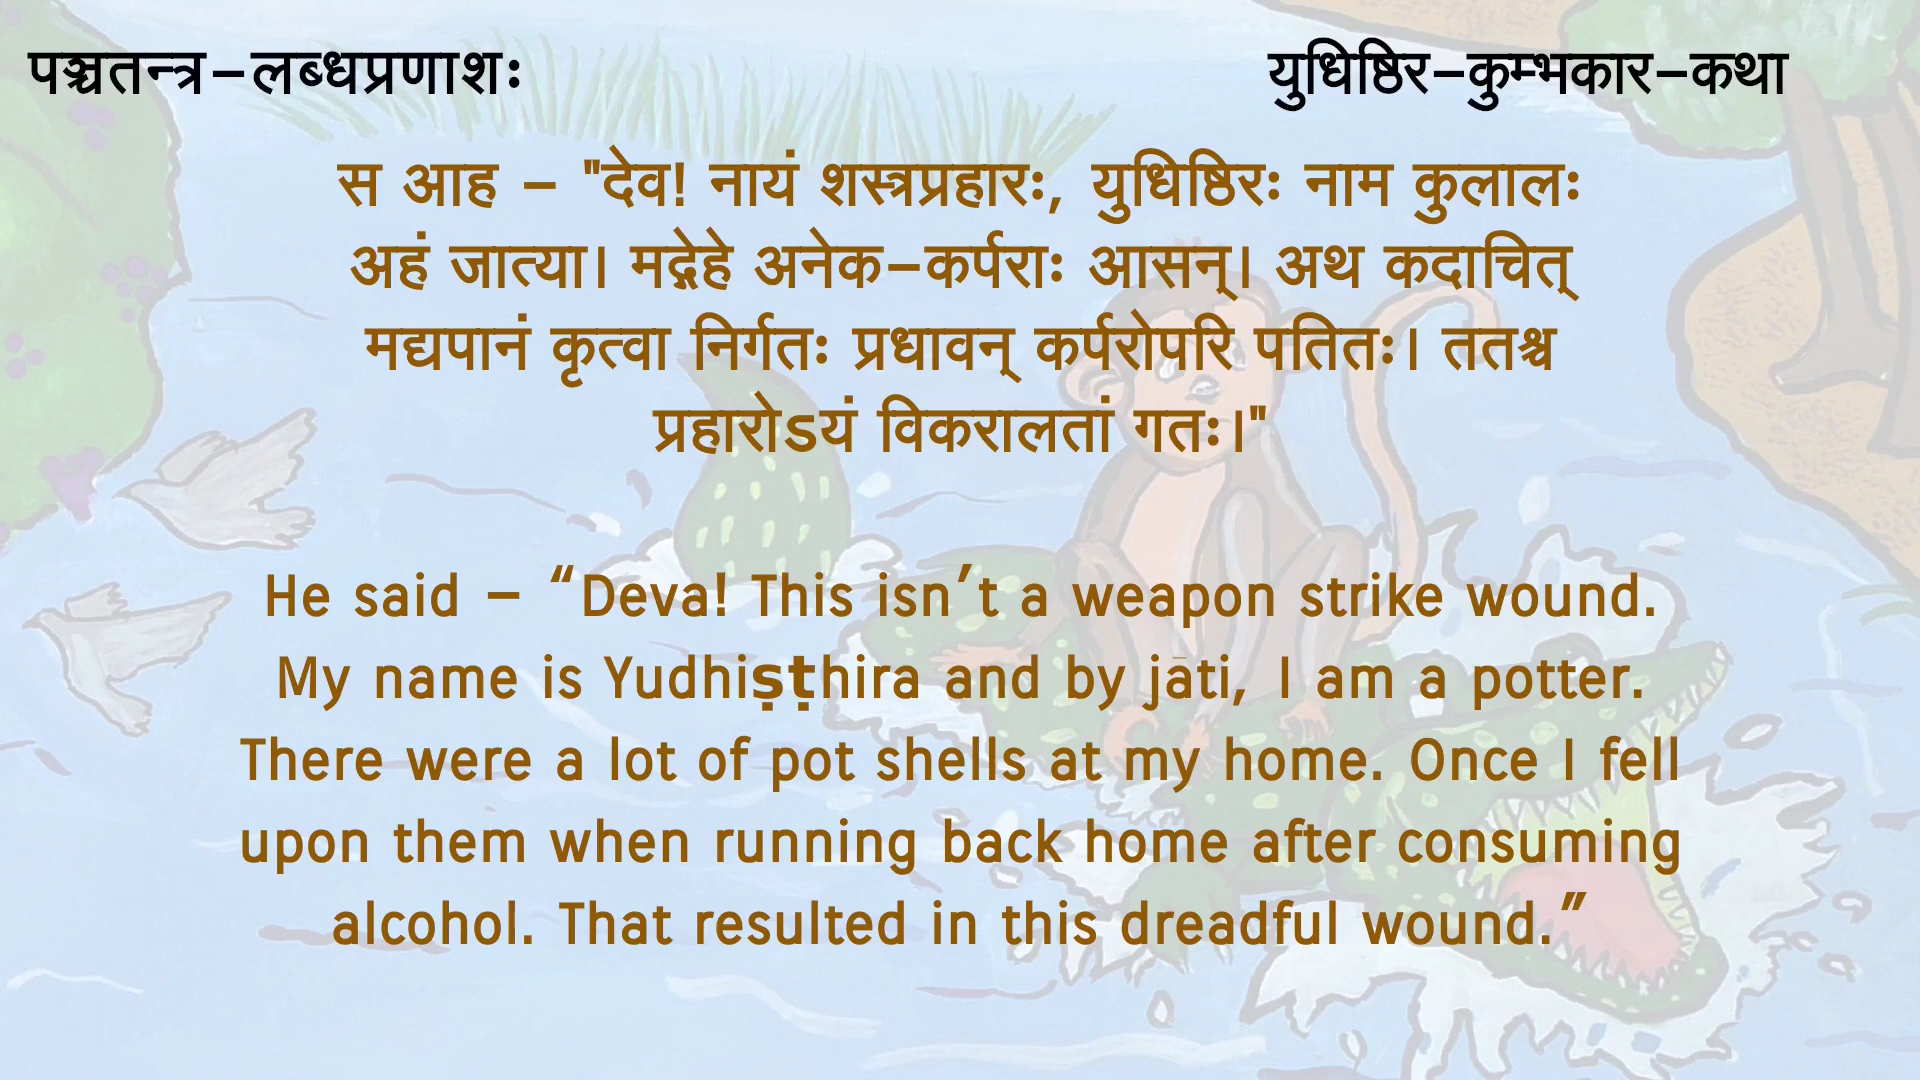 पञ्चतन्त्र–लब्धप्रणाशः
युधिष्ठिर–कुम्भकार–कथा
स आह – "देव! नायं शस्त्रप्रहारः, युधिष्ठिरः नाम कुलालः
अहं जात्या। मद्गेहे अनेक–कर्पराः आसन्। अथ कदाचित्
मद्यपानं कृत्वा निर्गतः प्रधावन् कर्परोपरि पतितः। ततश्च
प्रहारोऽयं विकरालतां गतः।"
He said – “Deva! This isn’t a weapon strike wound.
My name is Yudhiṣṭhira and by jāti, I am a potter.
There were a lot of pot shells at my home. Once I fell
upon them when running back home after consuming
alcohol. That resulted in this dreadful wound.”